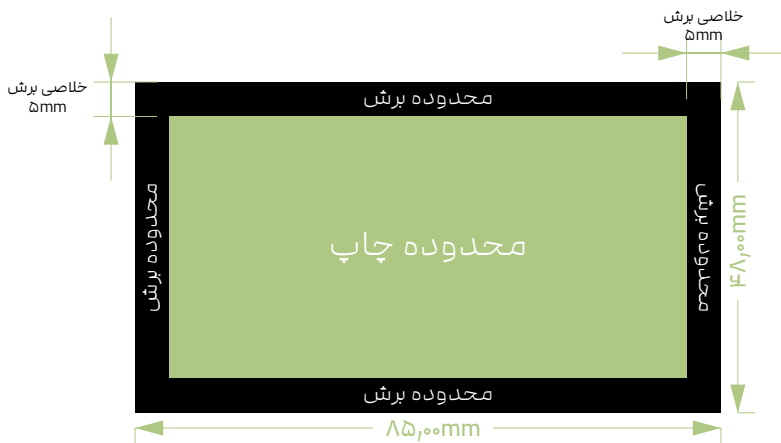 خلاصی برش
۵mm
خلاصی برش
۵mm
محدوده برش
محدوده برش
محدوده چاپ
محدوده برش
۴۸,۰۰mm
محدوده برش
۸۵,۰۰mm